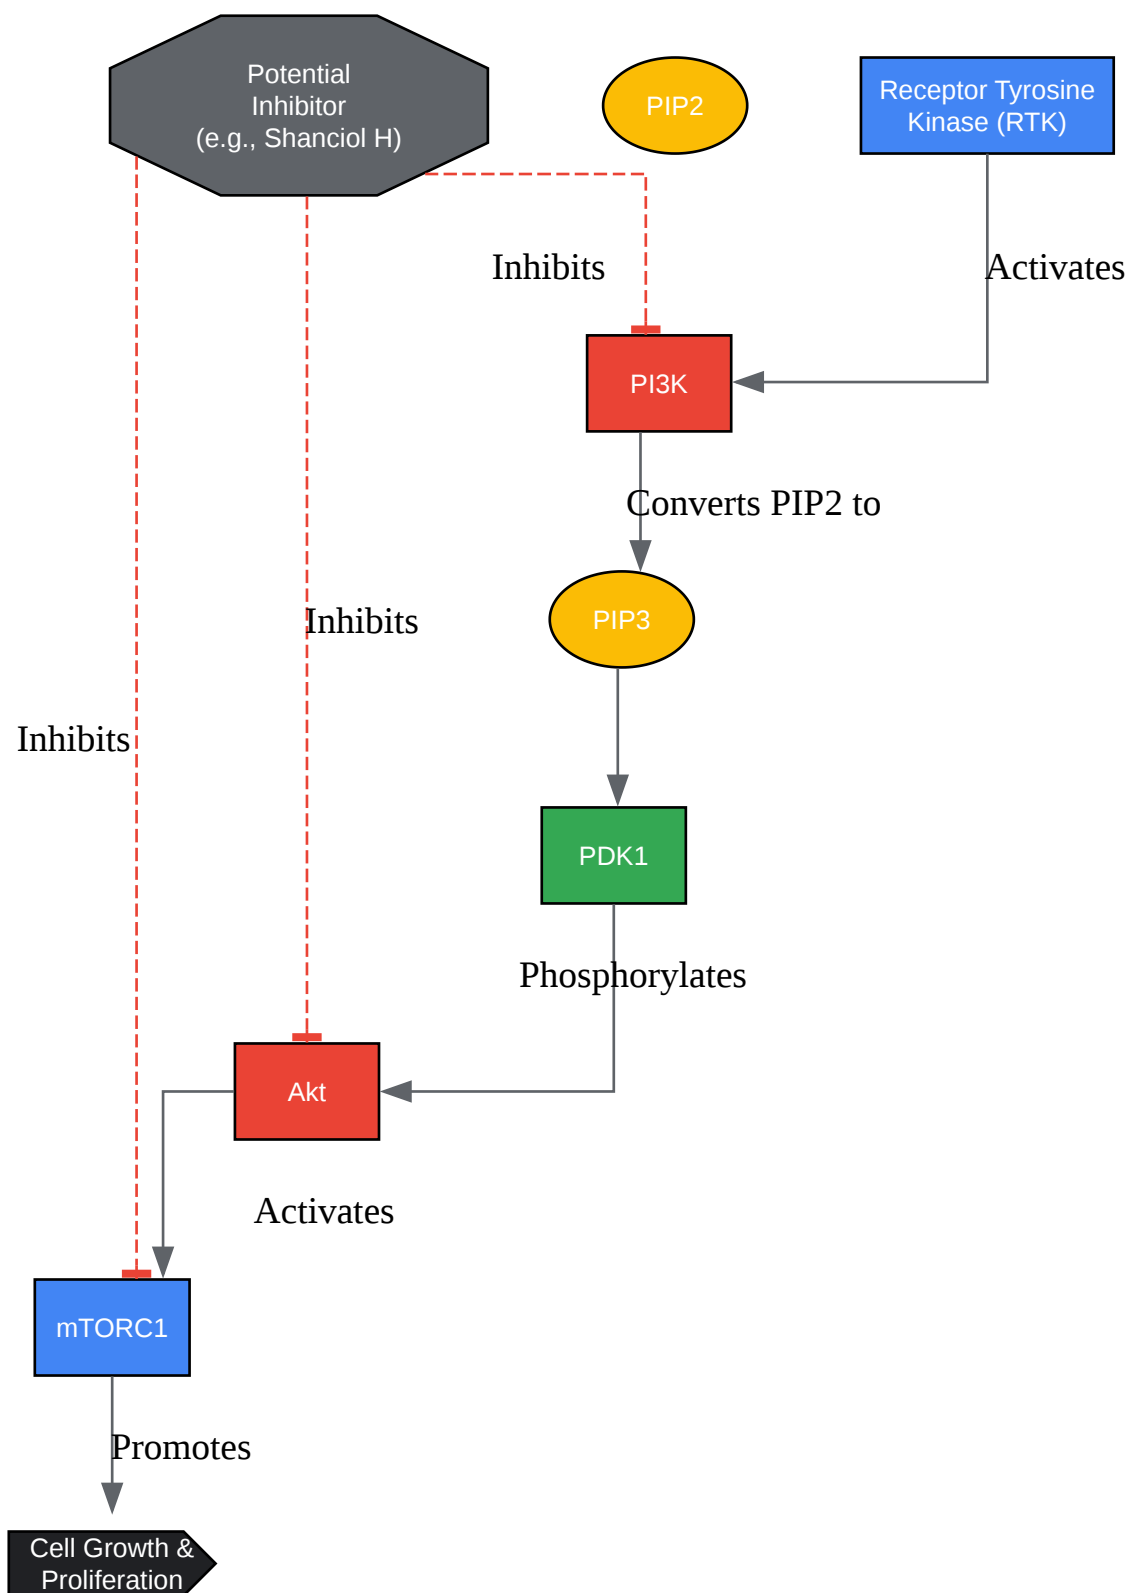 Potential
Inhibitor
(e.g., Shanciol H)
PIP2
Receptor Tyrosine
Kinase (RTK)
Inhibits
Activates
PI3K
Converts PIP2 to
PIP3
Inhibits
Inhibits
PDK1
Phosphorylates
Akt
Activates
mTORC1
Promotes
Cell Growth &
Proliferation